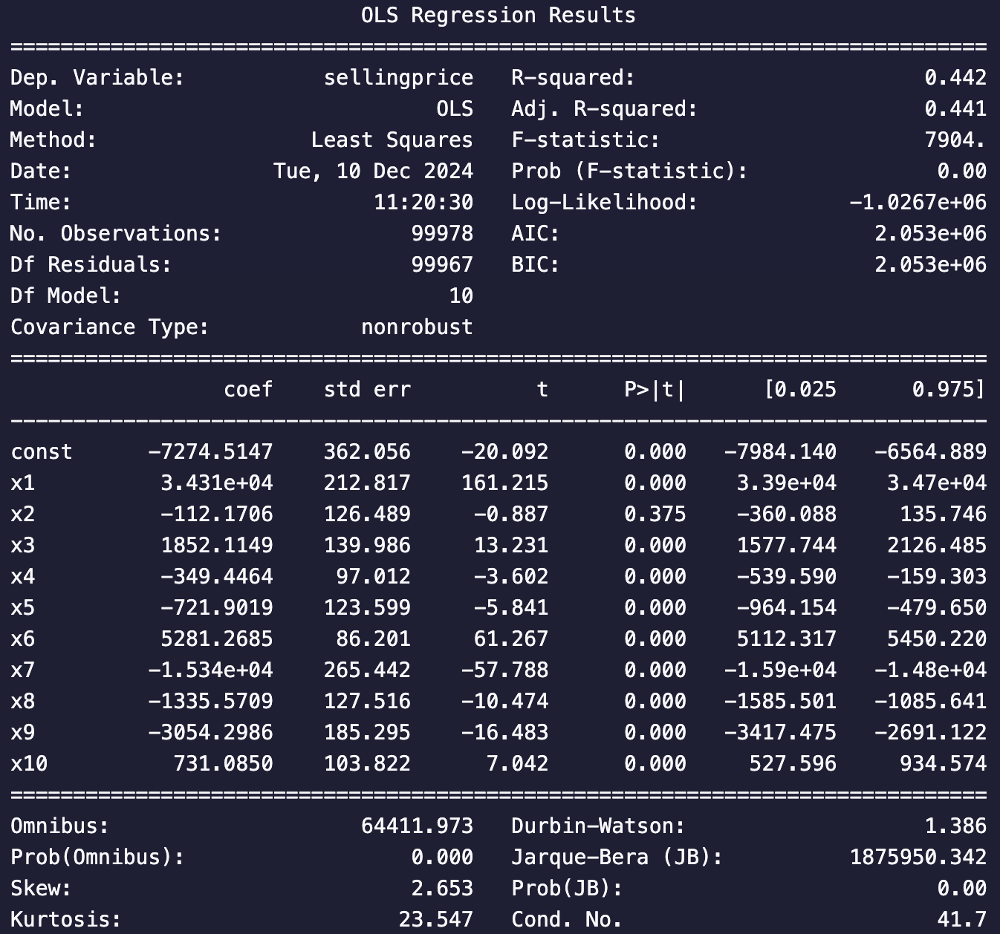 OLS Regression Results
==============================================================================
Dep. Variable:           sellingprice   R-squared:                       0.442
Model:                            OLS   Adj. R-squared:                  0.441
Method:                 Least Squares   F-statistic:                     7904.
Date:                Tue, 10 Dec 2024   Prob (F-statistic):               0.00
Time:                        11:20:30   Log-Likelihood:            -1.0267e+06
No. Observations:               99978   AIC:                         2.053e+06
Df Residuals:                   99967   BIC:                         2.053e+06
Df Model:                          10
Covariance Type:            nonrobust
==============================================================================
                 coef    std err          t      P>|t|      [0.025      0.975]
------------------------------------------------------------------------------
const      -7274.5147    362.056    -20.092      0.000   -7984.140   -6564.889
x1          3.431e+04    212.817    161.215      0.000    3.39e+04    3.47e+04
x2          -112.1706    126.489     -0.887      0.375    -360.088     135.746
x3          1852.1149    139.986     13.231      0.000    1577.744    2126.485
x4          -349.4464     97.012     -3.602      0.000    -539.590    -159.303
x5          -721.9019    123.599     -5.841      0.000    -964.154    -479.650
x6          5281.2685     86.201     61.267      0.000    5112.317    5450.220
x7         -1.534e+04    265.442    -57.788      0.000   -1.59e+04   -1.48e+04
x8         -1335.5709    127.516    -10.474      0.000   -1585.501   -1085.641
x9         -3054.2986    185.295    -16.483      0.000   -3417.475   -2691.122
x10          731.0850    103.822      7.042      0.000     527.596     934.574
==============================================================================
Omnibus:                    64411.973   Durbin-Watson:                   1.386
Prob(Omnibus):                  0.000   Jarque-Bera (JB):          1875950.342
Skew:                           2.653   Prob(JB):                         0.00
Kurtosis:                      23.547   Cond. No.                         41.7